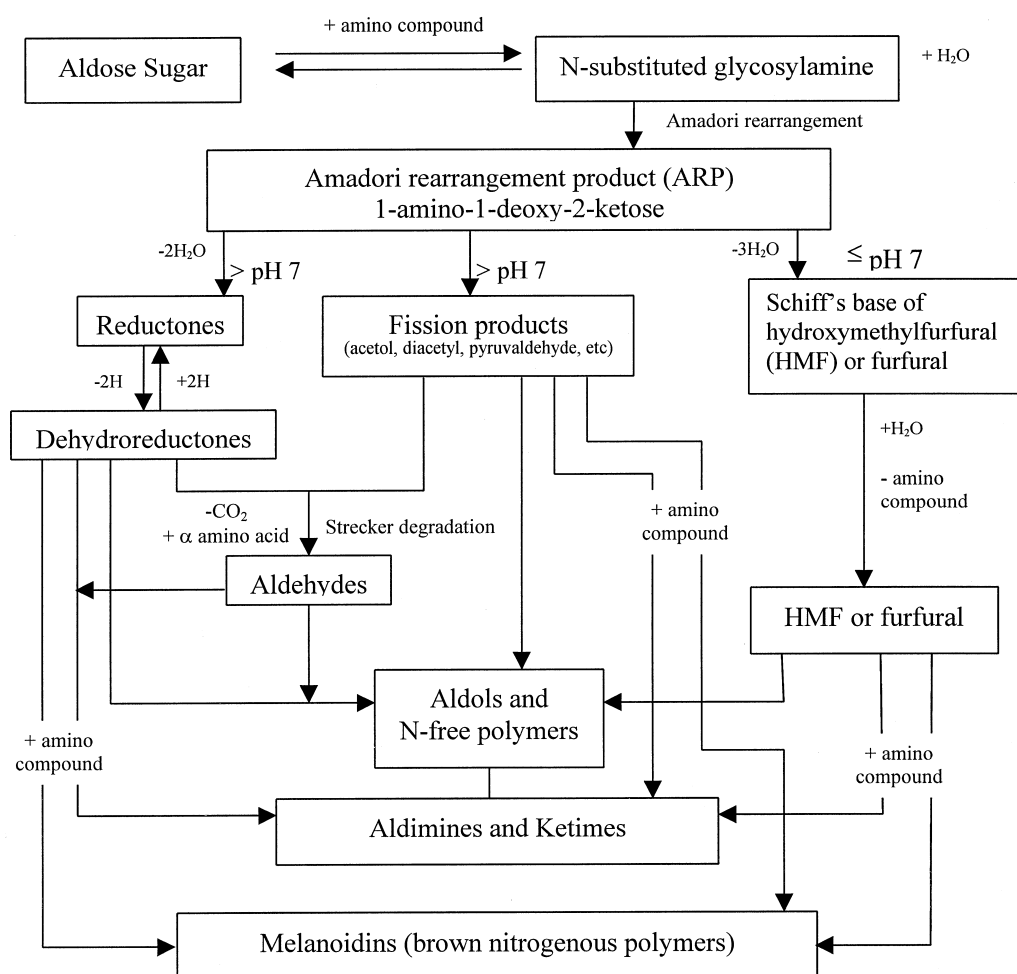 + amino compound
Aldose Sugar
N-substituted glycosylamine
+ H₂O
Amadori rearrangement
Amadori rearrangement product (ARP)
1-amino-1-deoxy-2-ketose
-2H₂O
> pH 7
> pH 7
-3H₂O
≤ pH 7
Reductones
Fission products
(acetol, diacetyl, pyruvaldehyde, etc)
Schiff's base of
hydroxymethylfurfural
(HMF) or furfural
-2H
+2H
Dehydroreductones
+H₂O
- amino
compound
-CO₂
+ α amino acid
Strecker degradation
+ amino
compound
Aldehydes
HMF or furfural
Aldols and
N-free polymers
+ amino
compound
+ amino
compound
Aldimines and Ketimes
Melanoidins (brown nitrogenous polymers)